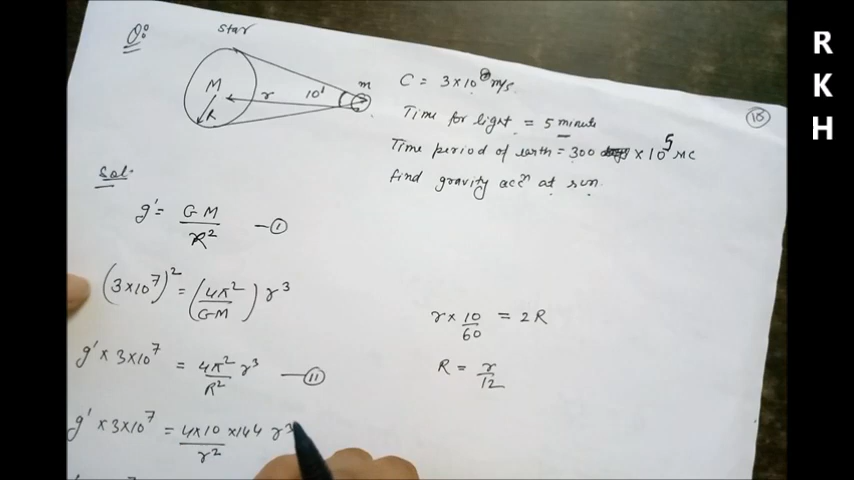 Q:
star
M
R
r
10'
m
C = 3×10⁸ m/s
Time for light = 5 minute
Time period of earth = 300 × 10⁵ sec
find gravity accⁿ at sun.
18
Sol.
g' = GM / R² — (I)
(3×10⁷)² = (4π² / GM) r³
g' × 3×10⁷ = 4π² / R² r³ — (II)
g' × 3×10⁷ = 4×10 ×144 r³ / r²
r × 10 / 60 = 2R
R = r / 12
R
K
H